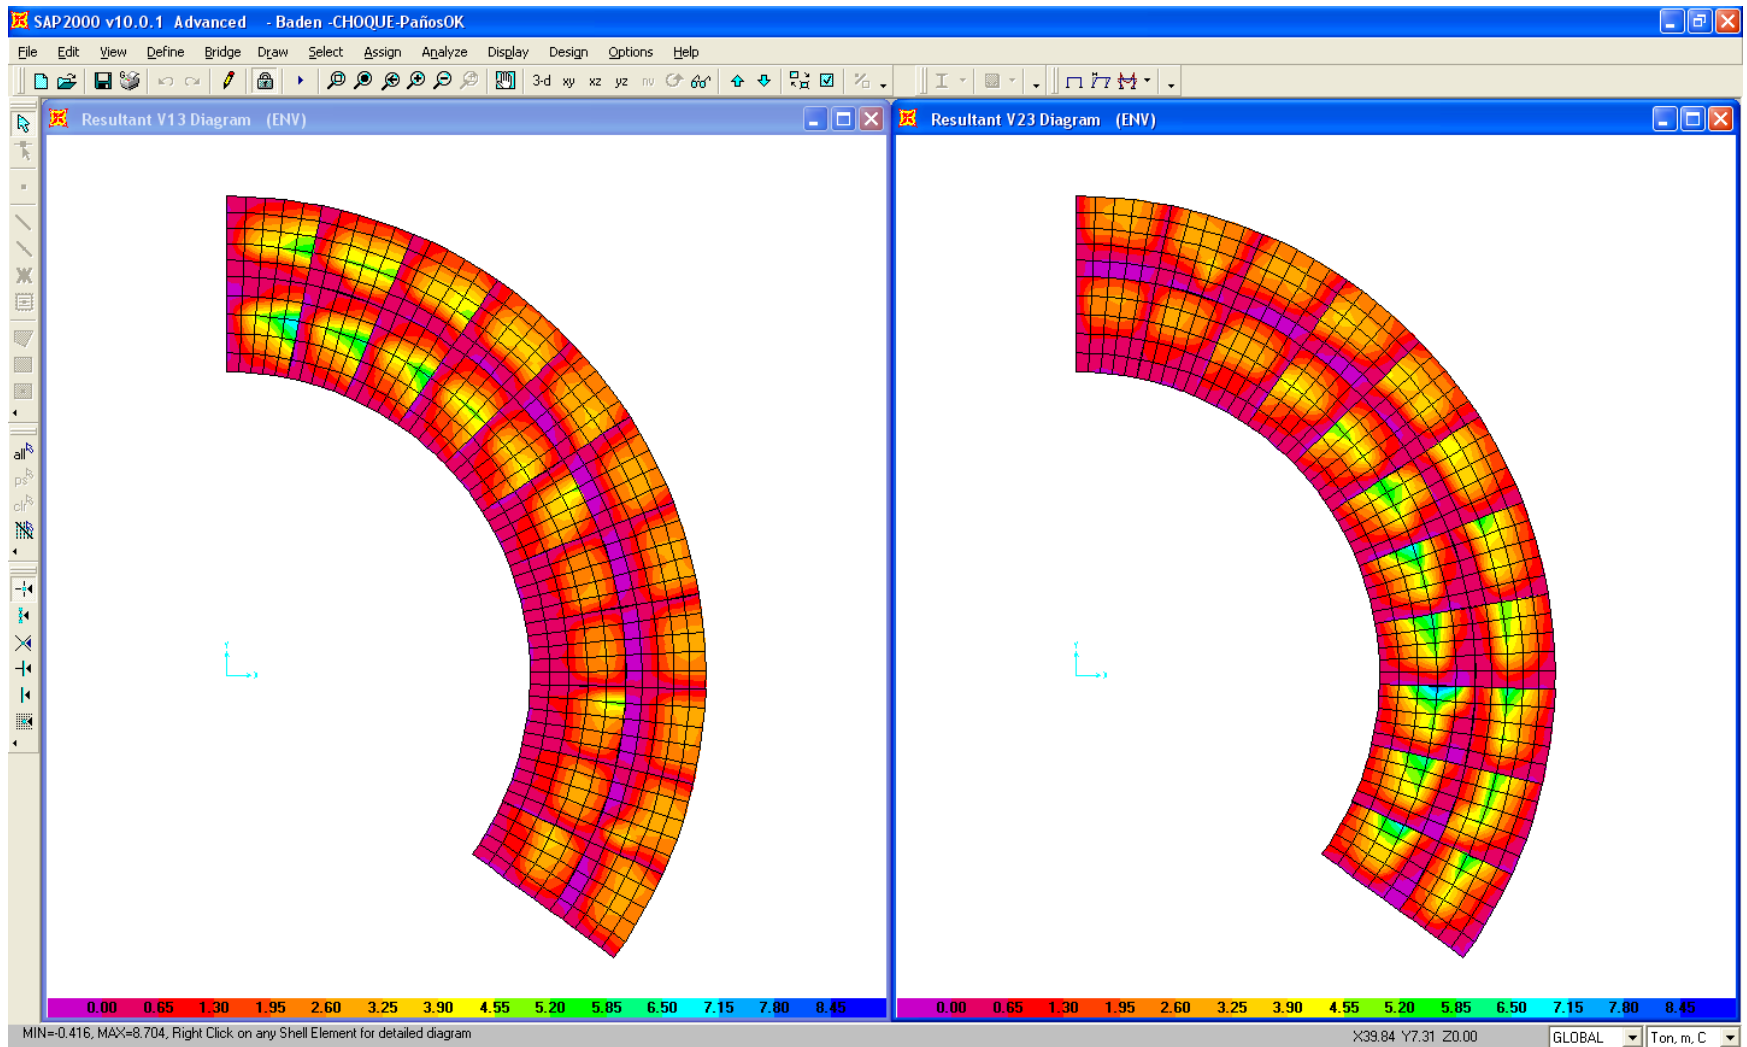 SAP2000 v10.0.1 Advanced - Baden -CHOQUE-PañosOK
File Edit View Define Bridge Draw Select Assign Analyze Display Design Options Help
3-d xy xz yz nv
Resultant V13 Diagram (ENV)
Resultant V23 Diagram (ENV)
all
ps
clr
Y
X
Y
X
0.00 0.65 1.30 1.95 2.60 3.25 3.90 4.55 5.20 5.85 6.50 7.15 7.80 8.45
0.00 0.65 1.30 1.95 2.60 3.25 3.90 4.55 5.20 5.85 6.50 7.15 7.80 8.45
MIN=-0.416, MAX=8.704, Right Click on any Shell Element for detailed diagram
X39.84 Y7.31 Z0.00
GLOBAL
Ton, m, C